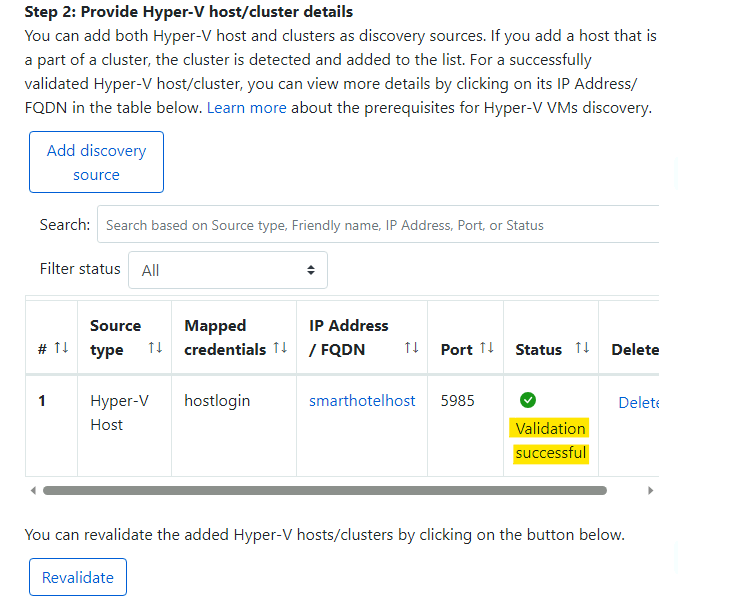 Step 2: Provide Hyper-V host/cluster details
You can add both Hyper-V host and clusters as discovery sources. If you add a host that is
a part of a cluster, the cluster is detected and added to the list. For a successfully
validated Hyper-V host/cluster, you can view more details by clicking on its IP Address/
FQDN in the table below. Learn more about the prerequisites for Hyper-V VMs discovery.
Add discovery
source
Search: Search based on Source type, Friendly name, IP Address, Port, or Status
Filter status All
# ↑↓ Source type ↑↓ Mapped credentials ↑↓ IP Address / FQDN ↑↓ Port ↑↓ Status ↑↓ Delete
1 Hyper-V Host hostlogin smarthotelhost 5985 Validation successful Delete
You can revalidate the added Hyper-V hosts/clusters by clicking on the button below.
Revalidate